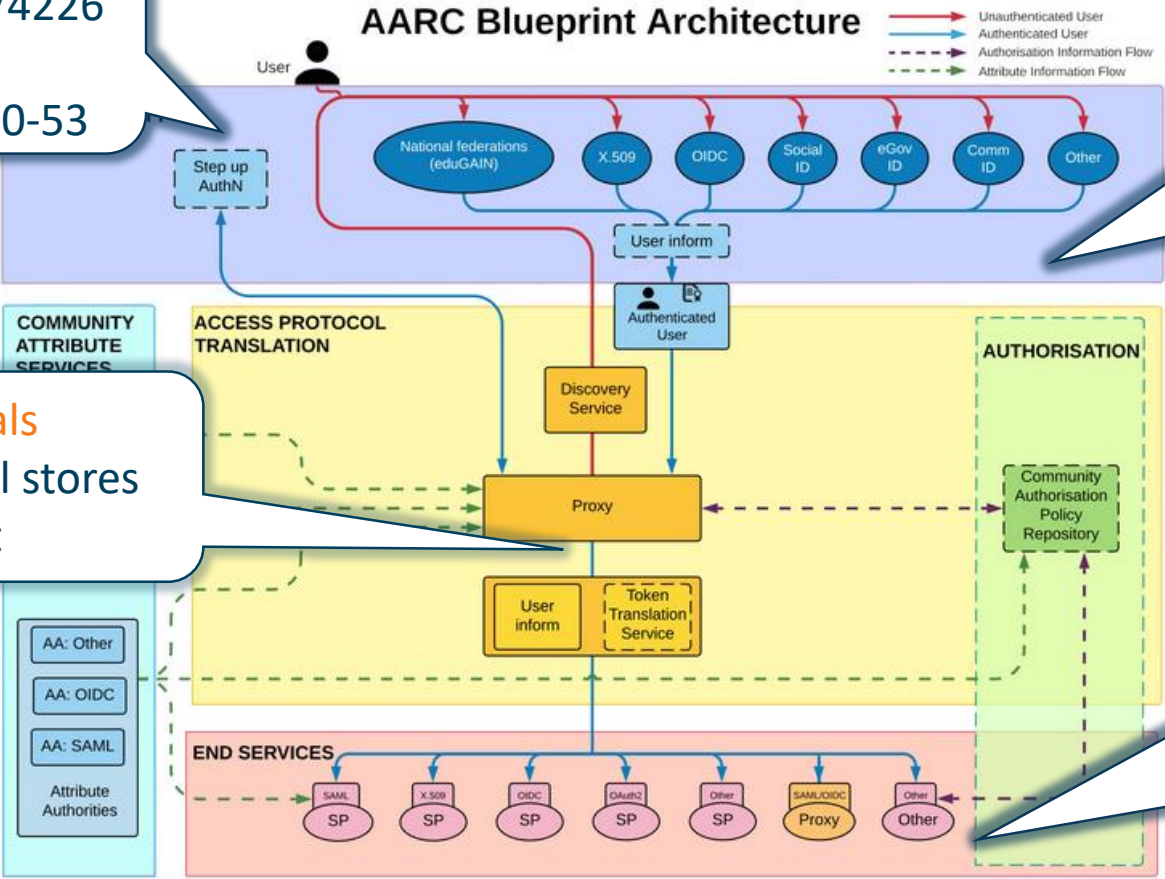 74226
0-53
AARC Blueprint Architecture
Unauthenticated User
Authenticated User
Authorisation Information Flow
Attribute Information Flow
User
Step up
AuthN
National federations
(eduGAIN)
X.509
OIDC
Social
ID
eGov
ID
Comm
ID
Other
User inform
Authenticated
User
COMMUNITY
ATTRIBUTE
SERVICES
ACCESS PROTOCOL
TRANSLATION
AUTHORISATION
Discovery
Service
als
l stores
Proxy
Community
Authorisation
Policy
Repository
User
inform
Token
Translation
Service
AA: Other
AA: OIDC
AA: SAML
Attribute
Authorities
END SERVICES
SAML
SP
X.509
SP
OIDC
SP
OAuth2
SP
Other
SP
SAML/OIDC
Proxy
Other
Other